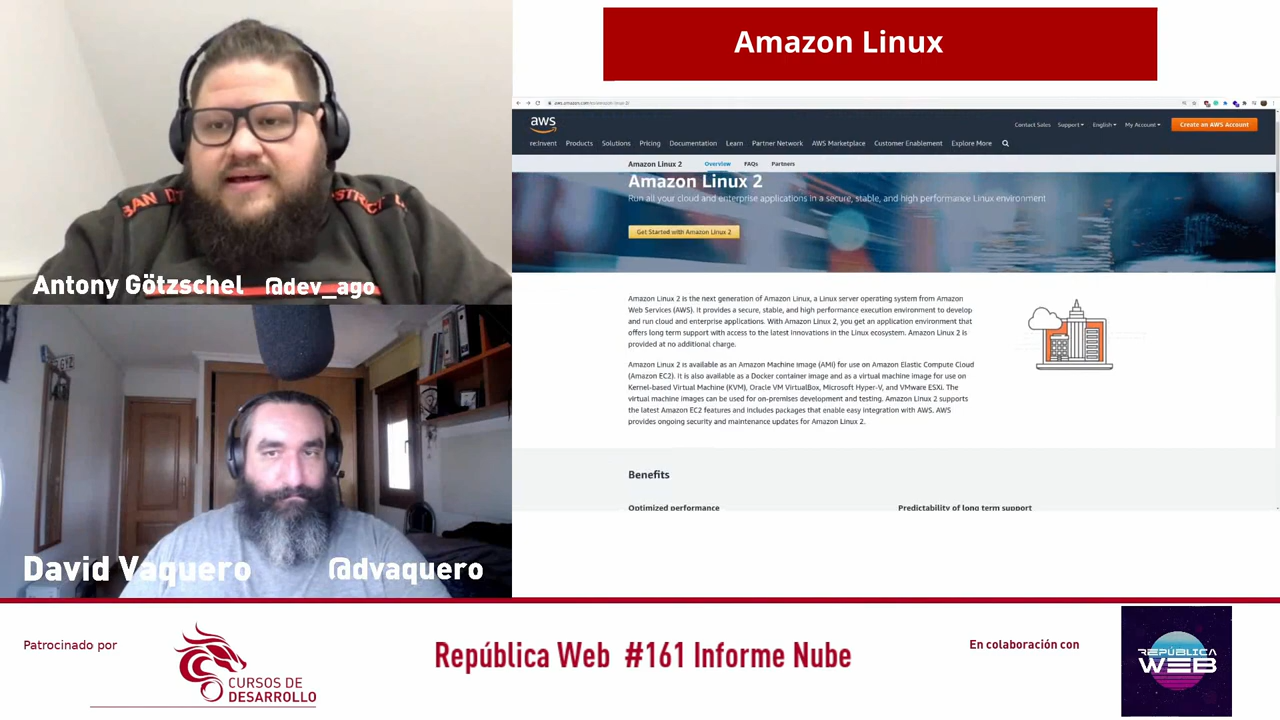 Amazon Linux
aws
Contact Sales Support English My Account Create an AWS Account
re:Invent Products Solutions Pricing Documentation Learn Partner Network AWS Marketplace Customer Enablement Explore More
Amazon Linux 2 Overview FAQs Partners
Amazon Linux 2
Run all your cloud and enterprise applications in a secure, stable, and high performance Linux environment
Get Started with Amazon Linux 2
Amazon Linux 2 is the next generation of Amazon Linux, a Linux server operating system from Amazon
Web Services (AWS). It provides a secure, stable, and high performance execution environment to develop
and run cloud and enterprise applications. With Amazon Linux 2, you get an application environment that
offers long term support with access to the latest innovations in the Linux ecosystem. Amazon Linux 2 is
provided at no additional charge.
Amazon Linux 2 is available as an Amazon Machine Image (AMI) for use on Amazon Elastic Compute Cloud
(Amazon EC2). It is also available as a Docker container image and as a virtual machine image for use on
Kernel-based Virtual Machine (KVM), Oracle VM VirtualBox, Microsoft Hyper-V, and VMware ESXi. The
virtual machine images can be used for on-premises development and testing. Amazon Linux 2 supports
the latest Amazon EC2 features and includes packages that enable easy integration with AWS. AWS
provides ongoing security and maintenance updates for Amazon Linux 2.
Benefits
Optimized performance Predictability of long term support
Antony Götzschel @dev_ago
David Vaquero @dvaquero
Patrocinado por
CURSOS DE
DESARROLLO
República Web #161 Informe Nube
En colaboración con
REPÚBLICA
WEB